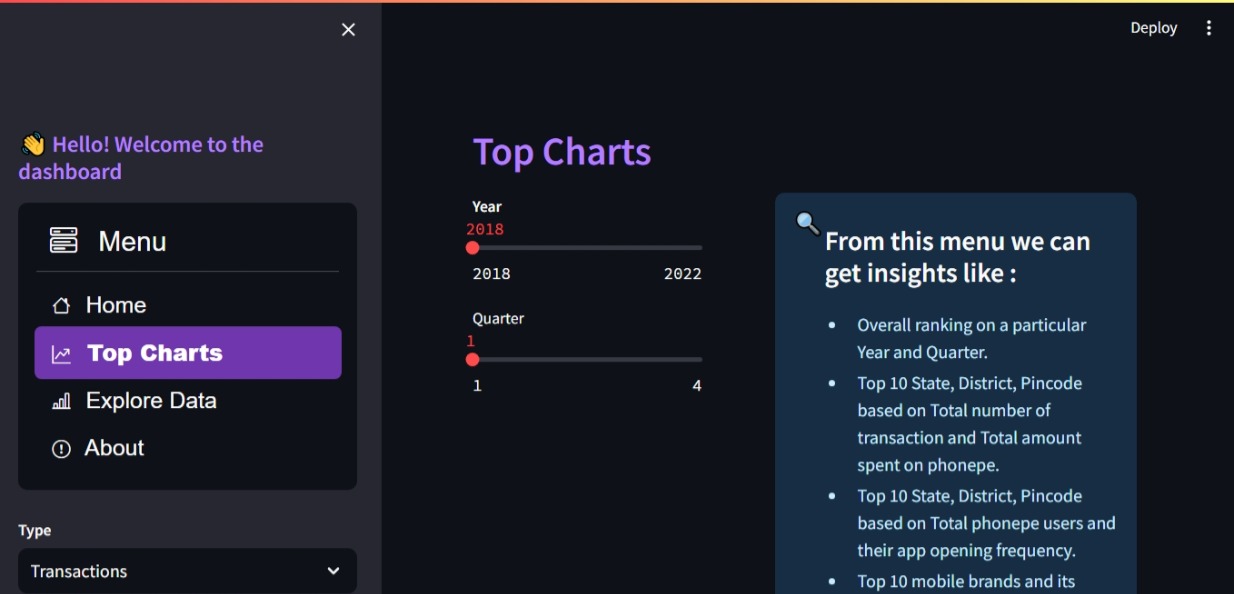 Deploy
Hello! Welcome to the
dashboard
Menu
Home
Top Charts
Explore Data
About
Type
Transactions
Top Charts
Year
2018
2018 2022
Quarter
1
1 4
From this menu we can
get insights like :
Overall ranking on a particular
Year and Quarter.
Top 10 State, District, Pincode
based on Total number of
transaction and Total amount
spent on phonepe.
Top 10 State, District, Pincode
based on Total phonepe users and
their app opening frequency.
Top 10 mobile brands and its